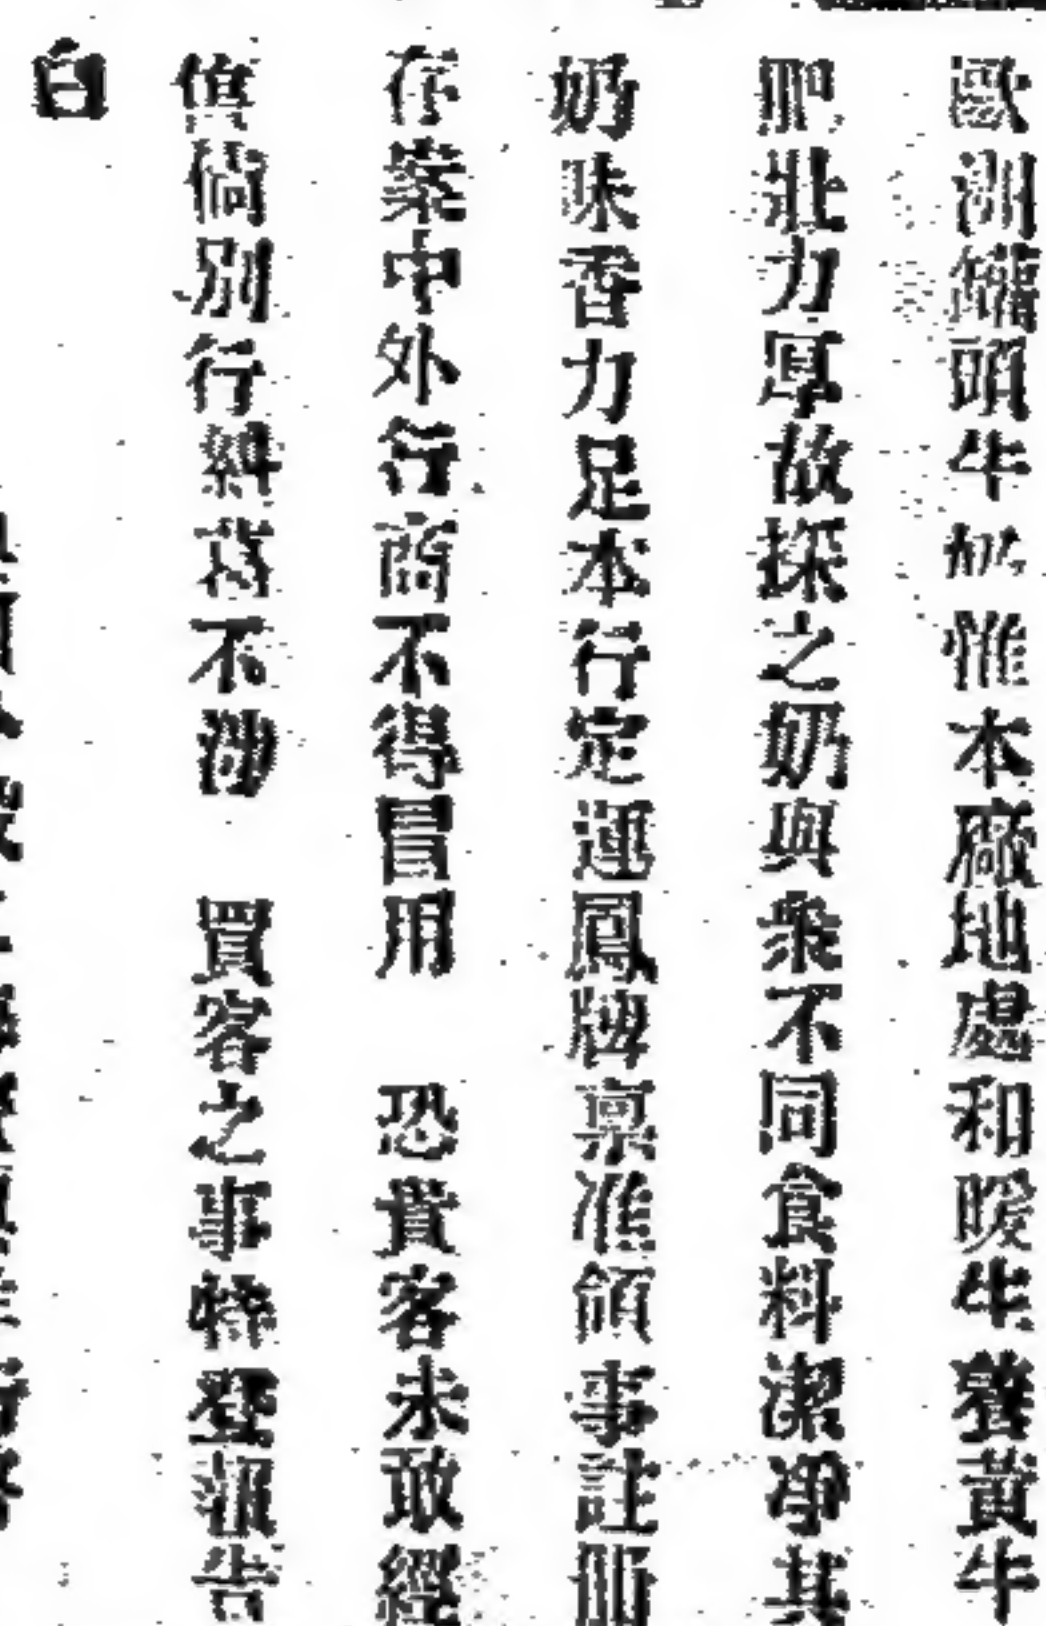 歐洲罐頭牛奶惟本廠地處和暖牛養黃牛
肥壯力厚故採之奶與衆不同食料潔凈其
奶味香力足本行定運鳳牌禀准領事註冊
存案中外行商不得冒用 恐貴客未敢經
售倘別行糾葛不涉 買客之事特登報告
白